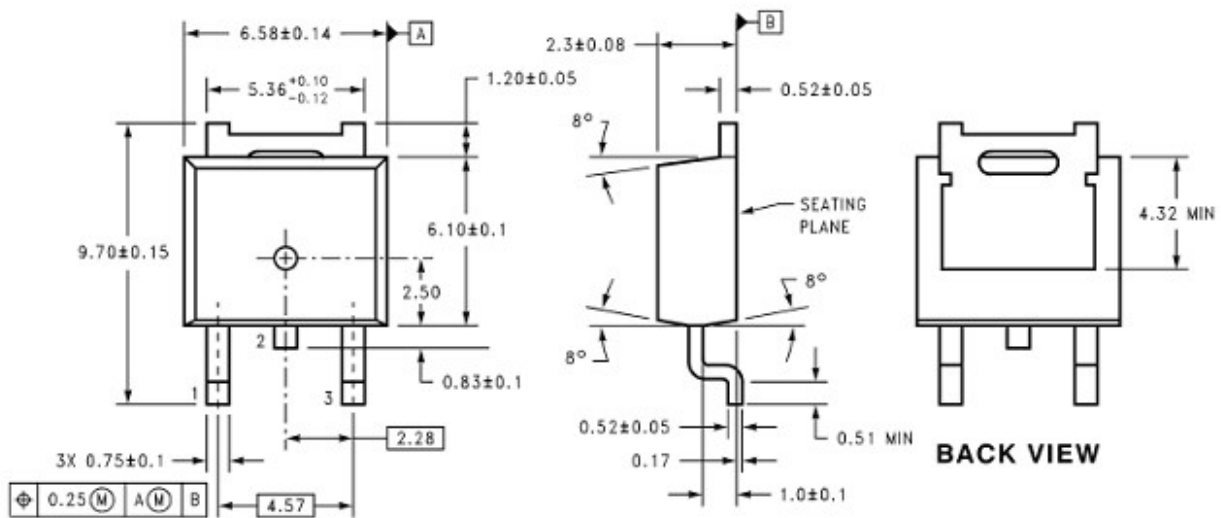 6.58±0.14
A
5.36 +0.10 -0.12
1.20±0.05
9.70±0.15
6.10±0.1
2.50
2
0.83±0.1
1
3
2.28
3X 0.75±0.1
⌖ 0.25 Ⓜ A Ⓜ B
4.57
B
2.3±0.08
0.52±0.05
8°
SEATING
PLANE
8°
8°
0.52±0.05
0.51 MIN
0.17
1.0±0.1
4.32 MIN
BACK VIEW